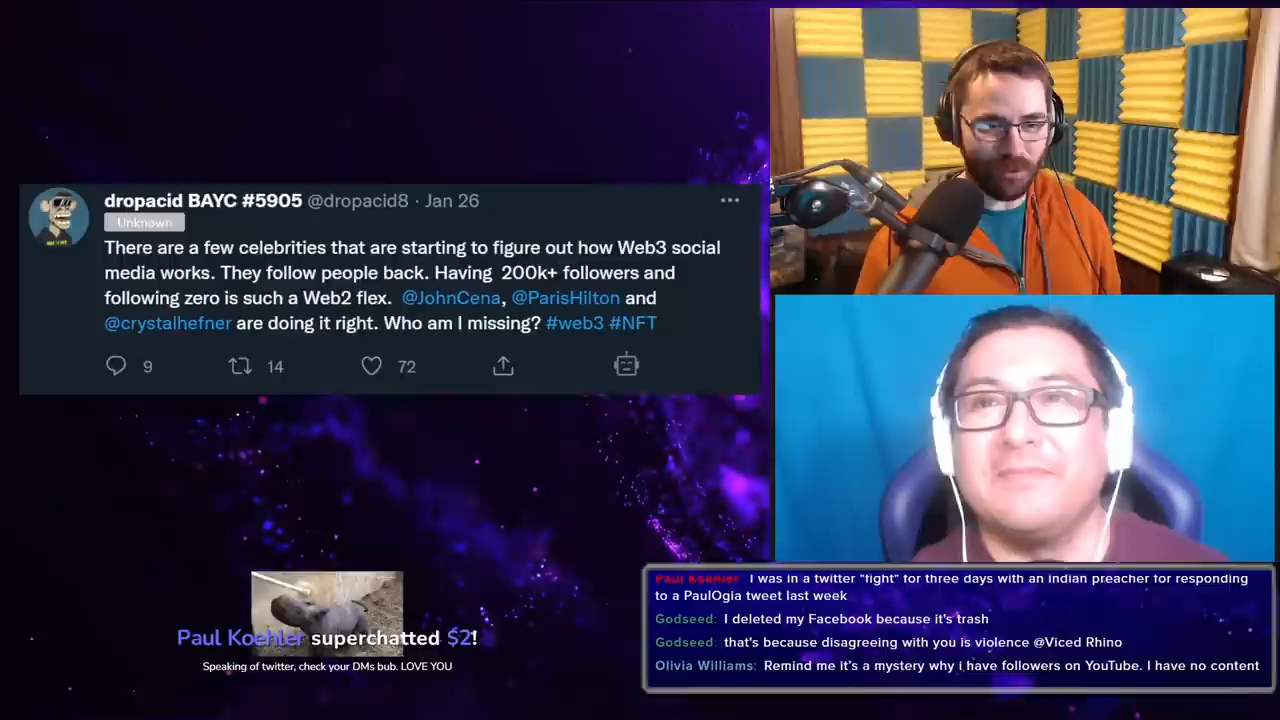 dropacid BAYC #5905 @dropacid8 · Jan 26
Unknown
There are a few celebrities that are starting to figure out how Web3 social
media works. They follow people back. Having 200k+ followers and
following zero is such a Web2 flex. @JohnCena, @ParisHilton and
@crystalhefner are doing it right. Who am I missing? #web3 #NFT
9 14 72
Paul Koehler superchatted $2!
Speaking of twitter, check your DMs bub. LOVE YOU
Paul Koehler I was in a twitter "fight" for three days with an indian preacher for responding
to a PaulOgia tweet last week
Godseed: I deleted my Facebook because it's trash
Godseed: that's because disagreeing with you is violence @Viced Rhino
Olivia Williams: Remind me it's a mystery why i have followers on YouTube. I have no content